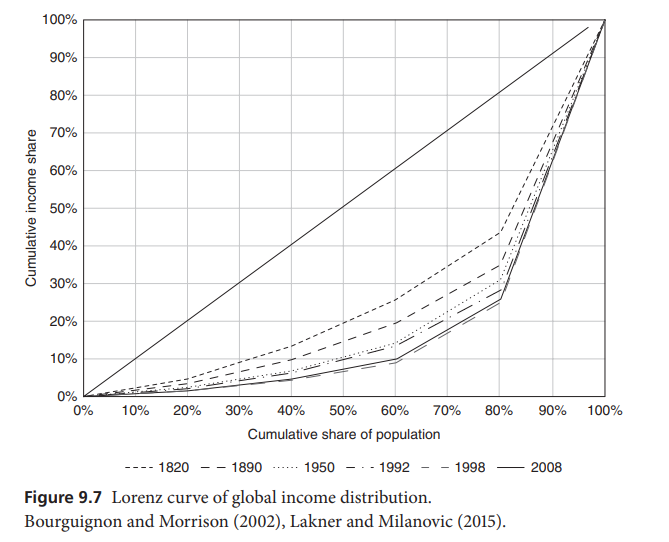 100%
90%
80%
70%
60%
50%
40%
30%
20%
10%
0%
Cumulative income share
0% 10% 20% 30% 40% 50% 60% 70% 80% 90% 100%
Cumulative share of population
1820 1890 1950 1992 1998 2008
Figure 9.7 Lorenz curve of global income distribution.
Bourguignon and Morrison (2002), Lakner and Milanovic (2015).